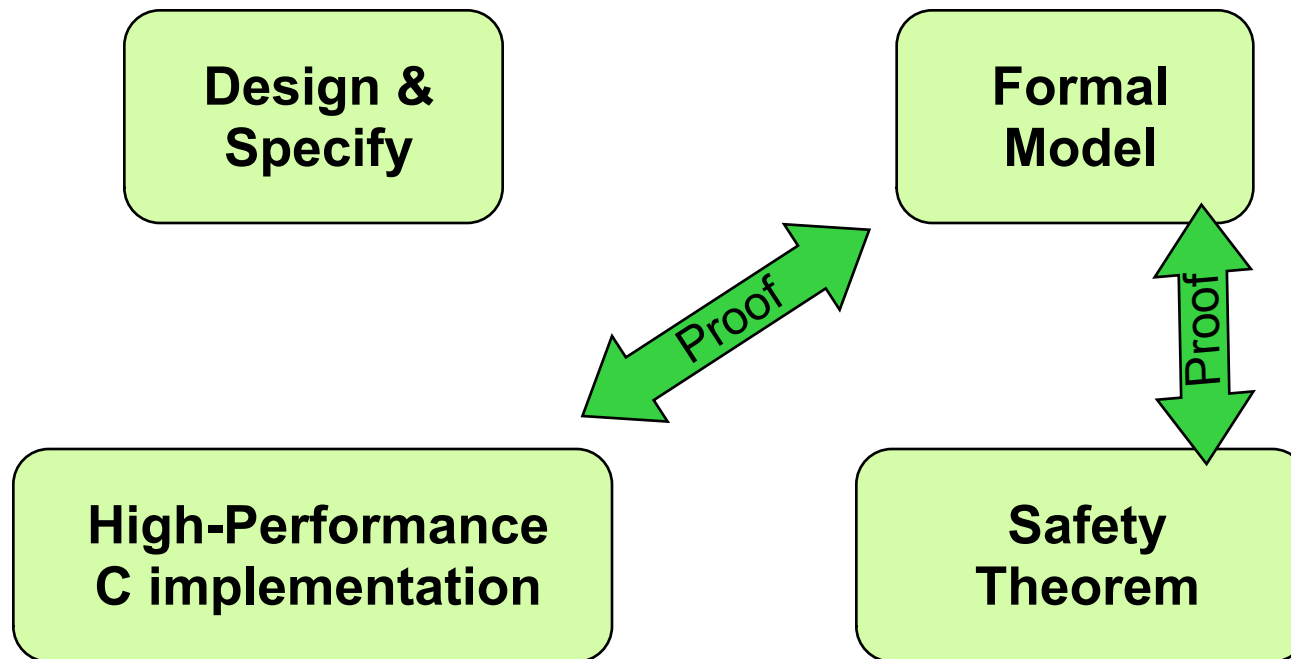 Design &
Specify
Formal
Model
Proof
Proof
High-Performance
C implementation
Safety
Theorem